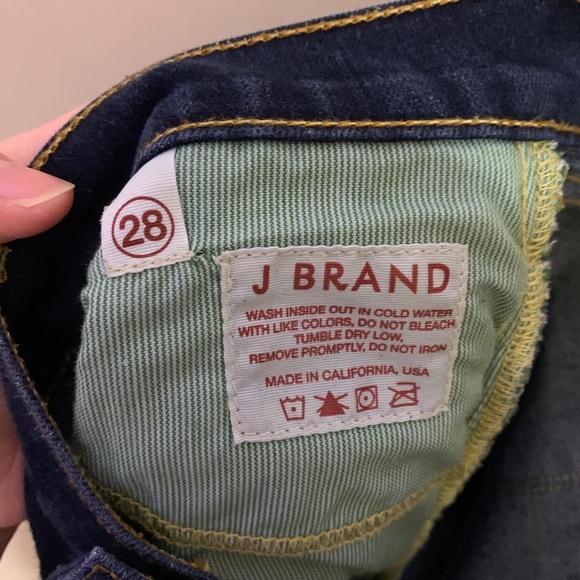 28
J BRAND
WASH INSIDE OUT IN COLD WATER
WITH LIKE COLORS, DO NOT BLEACH,
TUMBLE DRY LOW,
REMOVE PROMPTLY, DO NOT IRON
MADE IN CALIFORNIA, USA